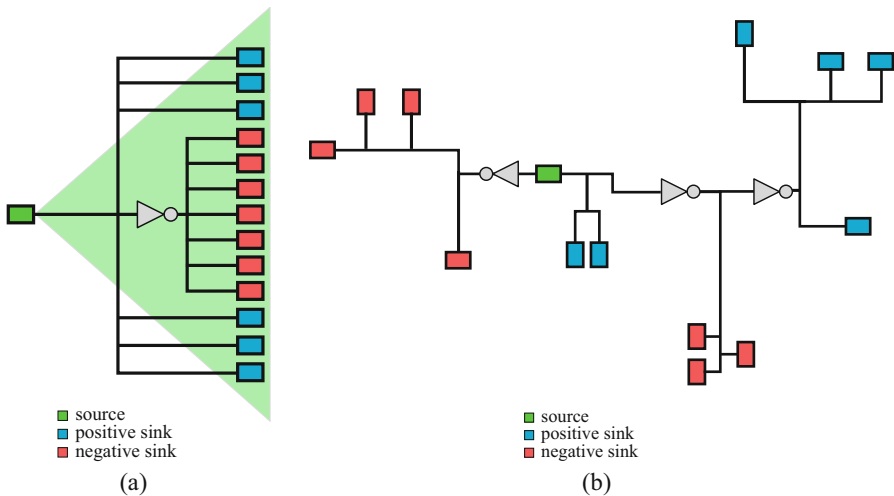 source
positive sink
negative sink
(a)
source
positive sink
negative sink
(b)